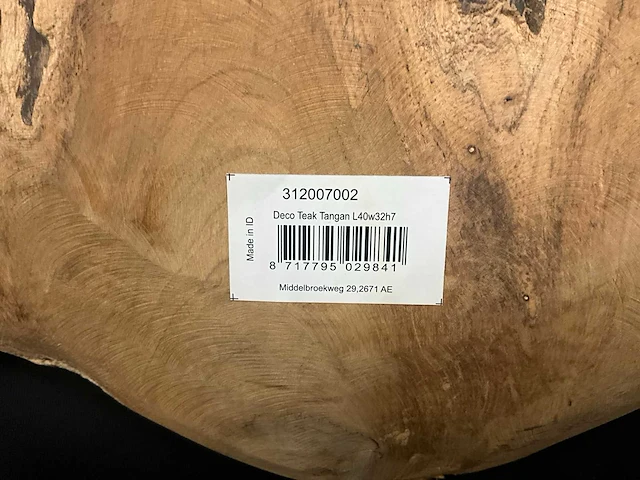 312007002
Deco Teak Tangan L40w32h7
Made in ID
8 717795 029841
Middelbroekweg 29,2671 AE